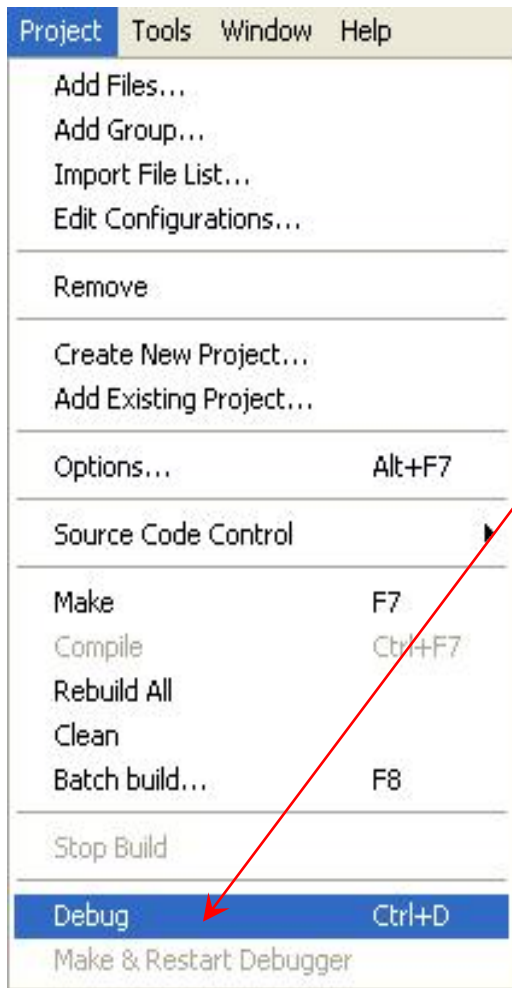 Project Tools Window Help
Add Files...
Add Group...
Import File List...
Edit Configurations...
Remove
Create New Project...
Add Existing Project...
Options... Alt+F7
Source Code Control
Make F7
Compile Ctrl+F7
Rebuild All
Clean
Batch build... F8
Stop Build
Debug Ctrl+D
Make & Restart Debugger